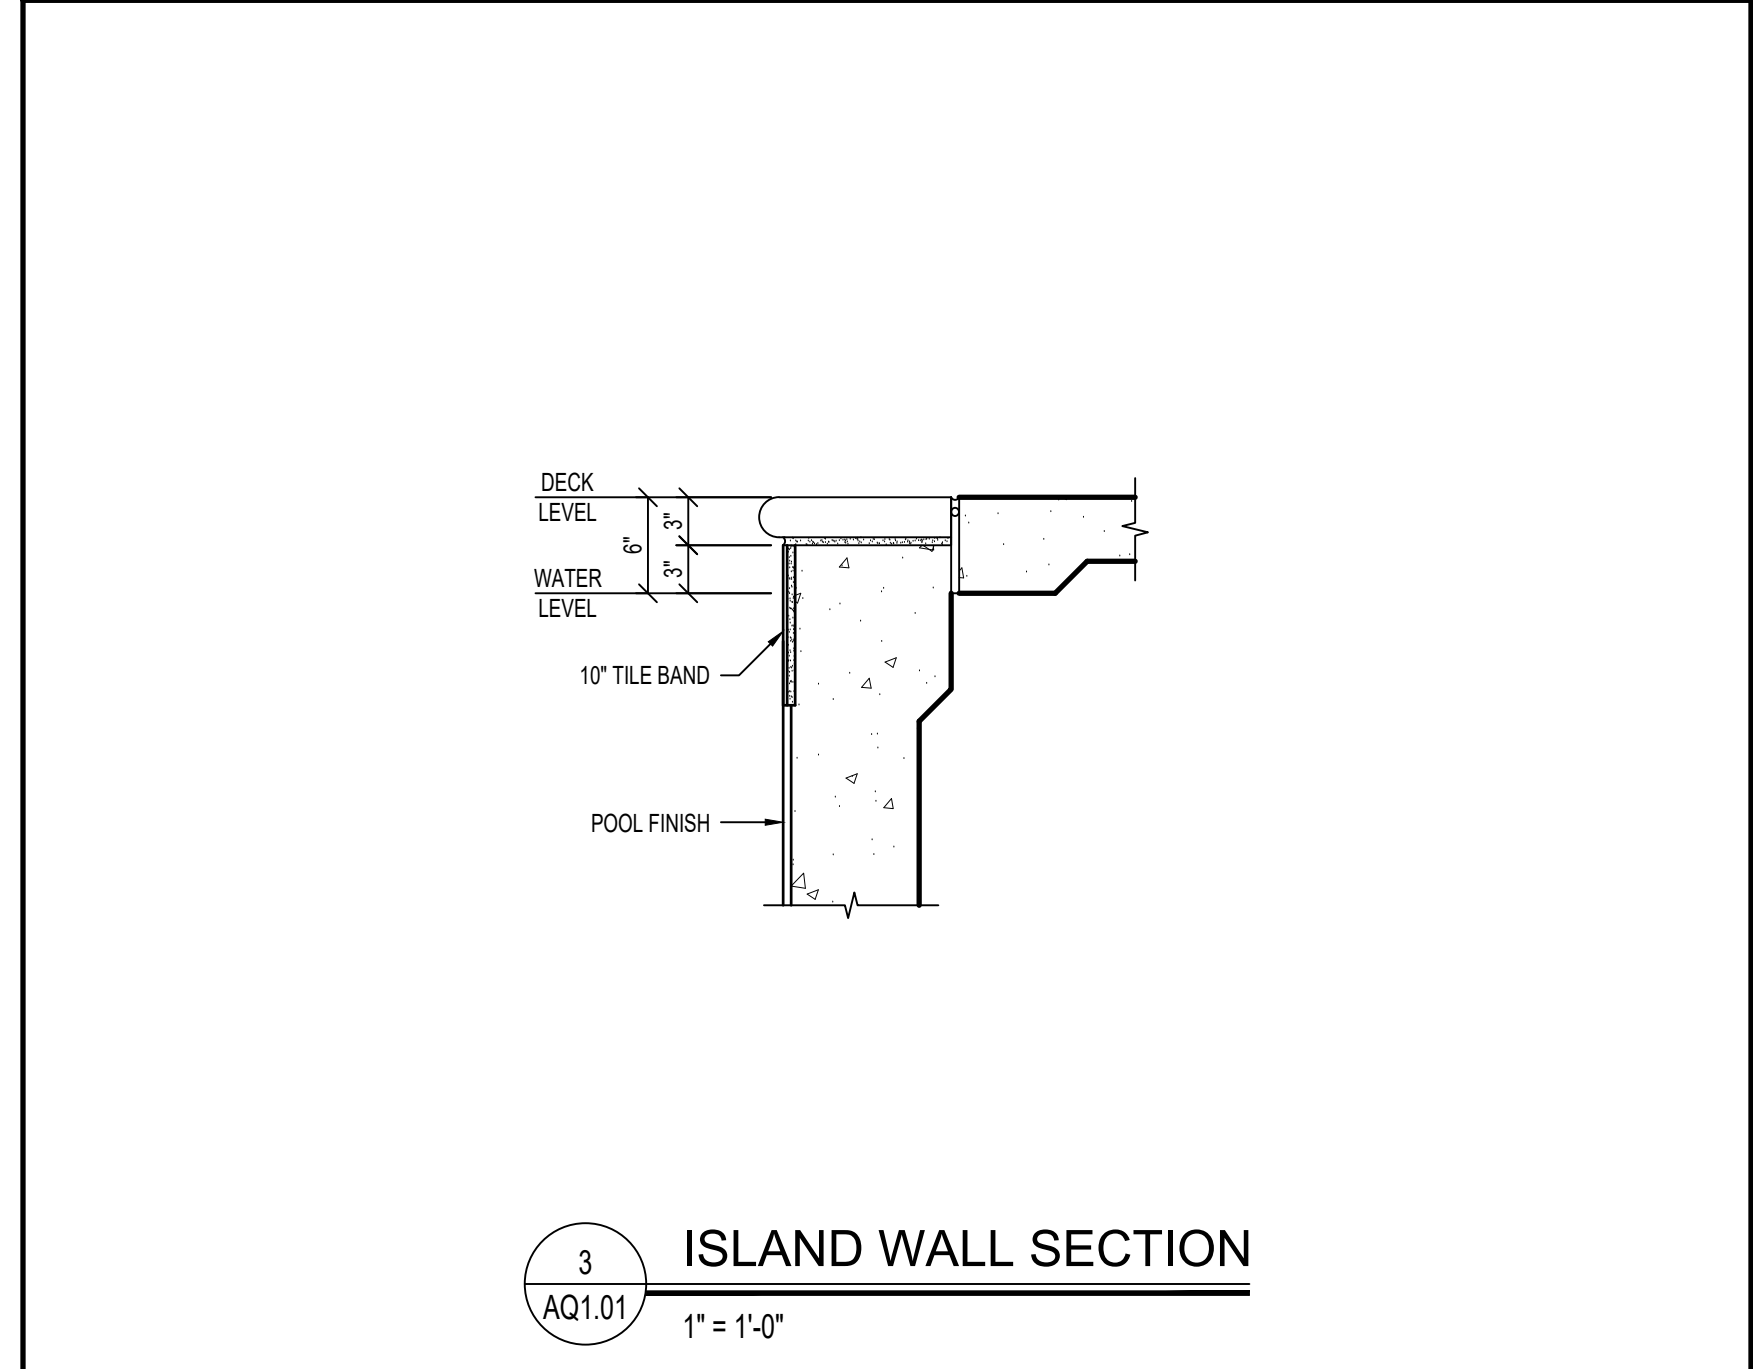 DECK
LEVEL
3"
6"
3"
WATER
LEVEL
10" TILE BAND
POOL FINISH
3
AQ1.01
ISLAND WALL SECTION
1" = 1'-0"